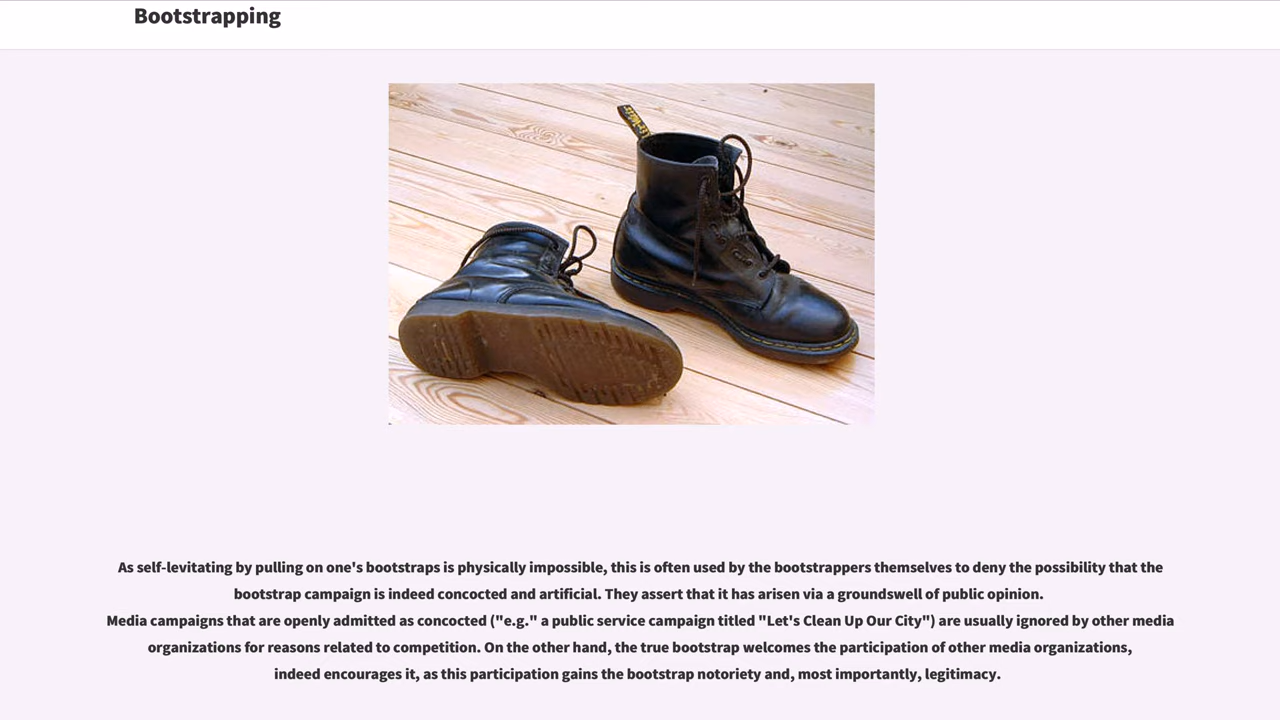 Bootstrapping
As self-levitating by pulling on one's bootstraps is physically impossible, this is often used by the bootstrappers themselves to deny the possibility that the
bootstrap campaign is indeed concocted and artificial. They assert that it has arisen via a groundswell of public opinion.
Media campaigns that are openly admitted as concocted ("e.g." a public service campaign titled "Let's Clean Up Our City") are usually ignored by other media
organizations for reasons related to competition. On the other hand, the true bootstrap welcomes the participation of other media organizations,
indeed encourages it, as this participation gains the bootstrap notoriety and, most importantly, legitimacy.